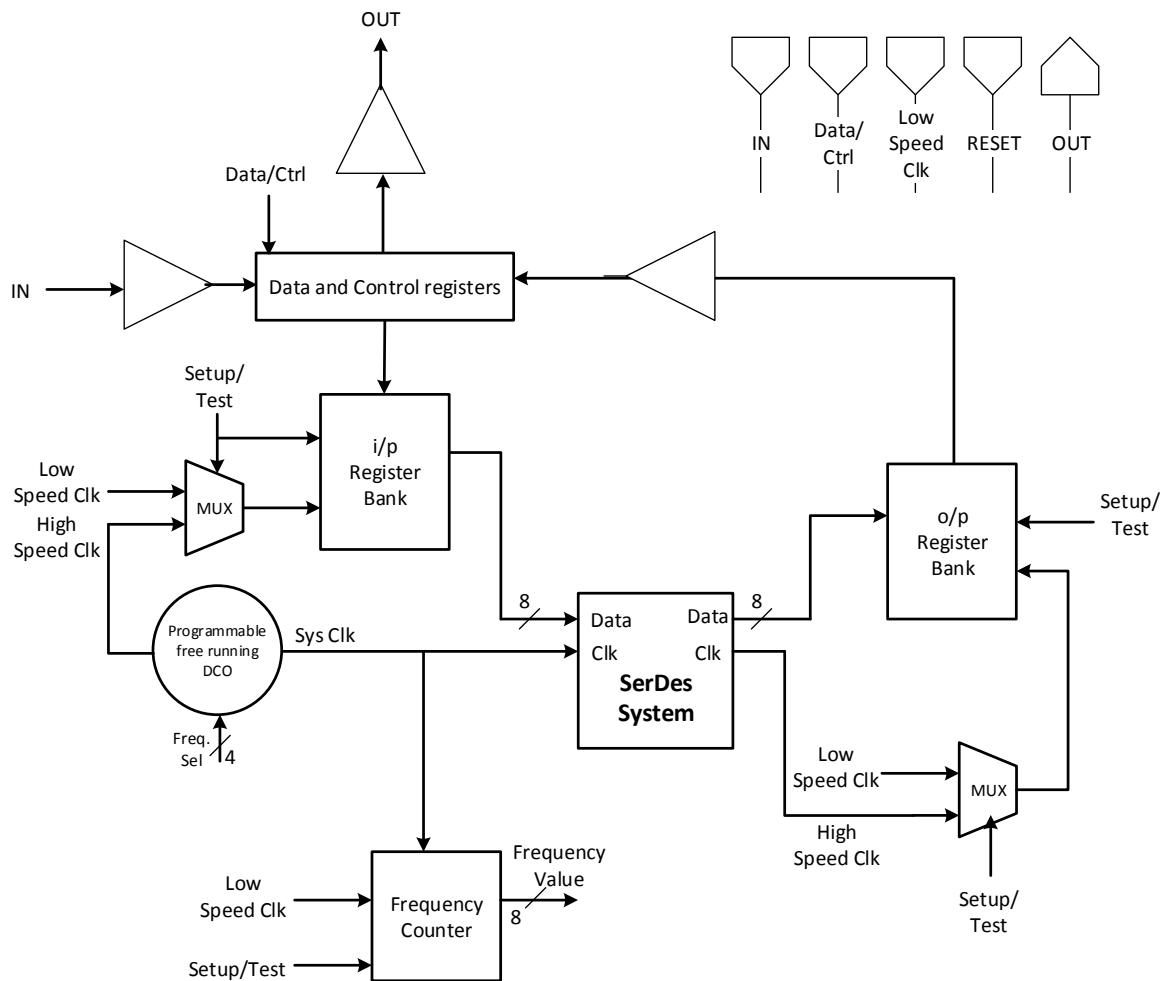 OUT
IN
Data/
Ctrl
Low
Speed
Clk
RESET
OUT
Data/Ctrl
IN
Data and Control registers
Setup/
Test
i/p
Register
Bank
Low
Speed Clk
High
Speed Clk
MUX
o/p
Register
Bank
Setup/
Test
8
Data
Clk
Data
Clk
SerDes
System
8
Programmable
free running
DCO
Sys Clk
Freq.
Sel
4
Low
Speed Clk
High
Speed Clk
MUX
Setup/
Test
Low
Speed Clk
Setup/Test
Frequency
Counter
Frequency
Value
8